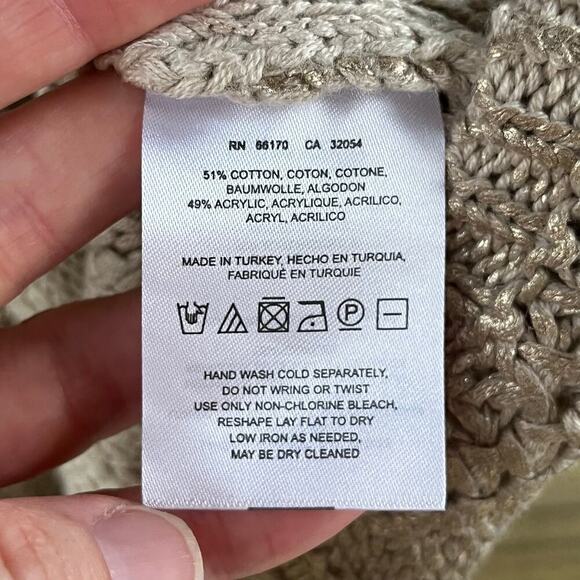 RN 66170 CA 32054
51% COTTON, COTON, COTONE,
BAUMWOLLE, ALGODON
49% ACRYLIC, ACRYLIQUE, ACRILICO,
ACRYL, ACRILICO
MADE IN TURKEY, HECHO EN TURQUIA,
FABRIQUÉ EN TURQUIE
P
HAND WASH COLD SEPARATELY,
DO NOT WRING OR TWIST
USE ONLY NON-CHLORINE BLEACH,
RESHAPE LAY FLAT TO DRY
LOW IRON AS NEEDED,
MAY BE DRY CLEANED